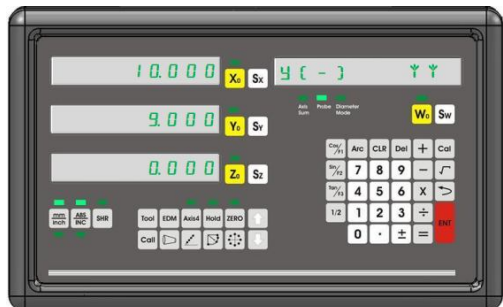 10.000 X₀ Sx Y ( - )
Axis Sum Probe Diameter Mode
9.000 Y₀ SY W₀ Sw
0.000 Z₀ Sz
Cos/F1 Arc CLR Del + Cal
Sin/F2 7 8 9 - √
Tan/F3 4 5 6 X
1/2 1 2 3 ÷ ENT
0 · ± =
mm inch ABS INC SHR Tool EDM Axis4 Hold ZERO
Call